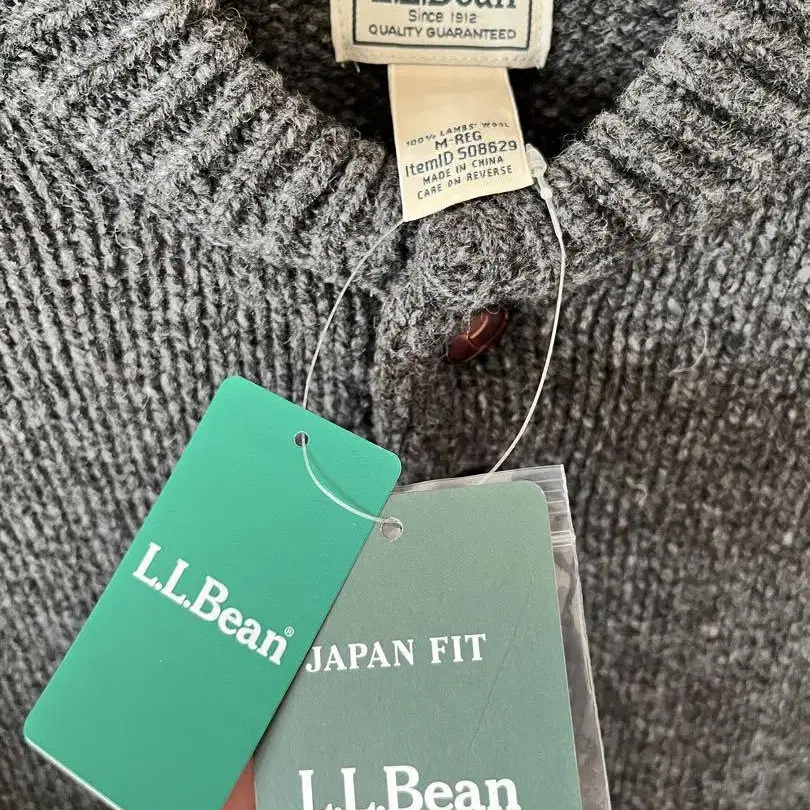 L.L.Bean
Since 1912
QUALITY GUARANTEED
100% LAMBS' WOOL
M-REG
ItemID 508629
MADE IN CHINA
CARE ON REVERSE
L.L.Bean®
JAPAN FIT
L.L.Bean